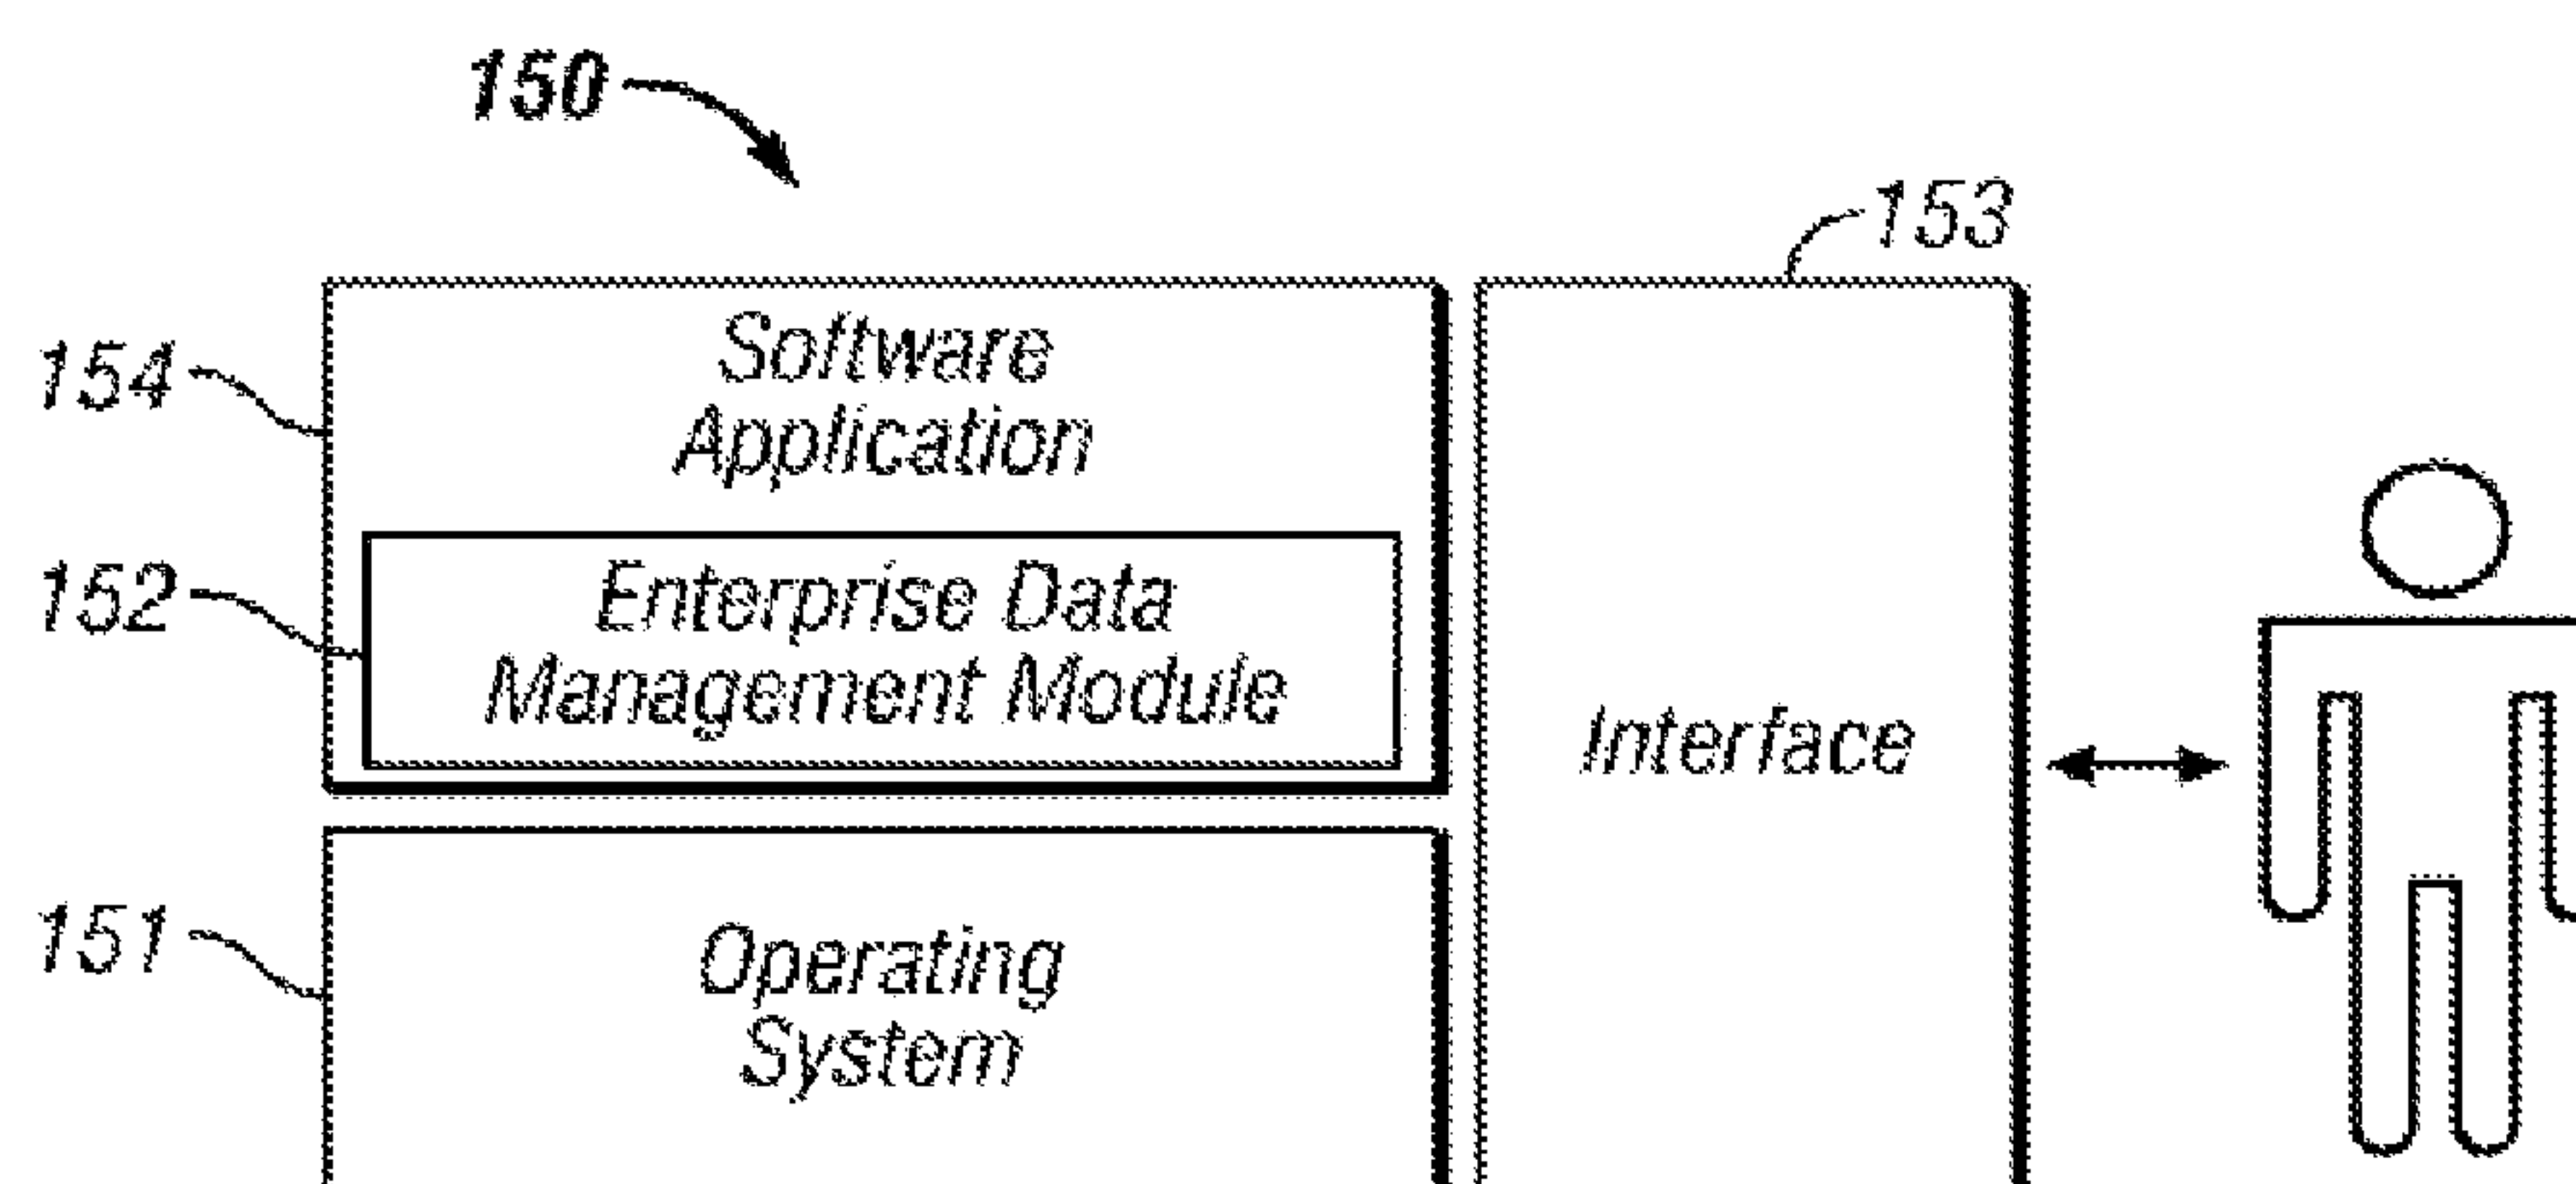 150
153
154
Software
Application
152
Enterprise Data
Management Module
Interface
151
Operating
System